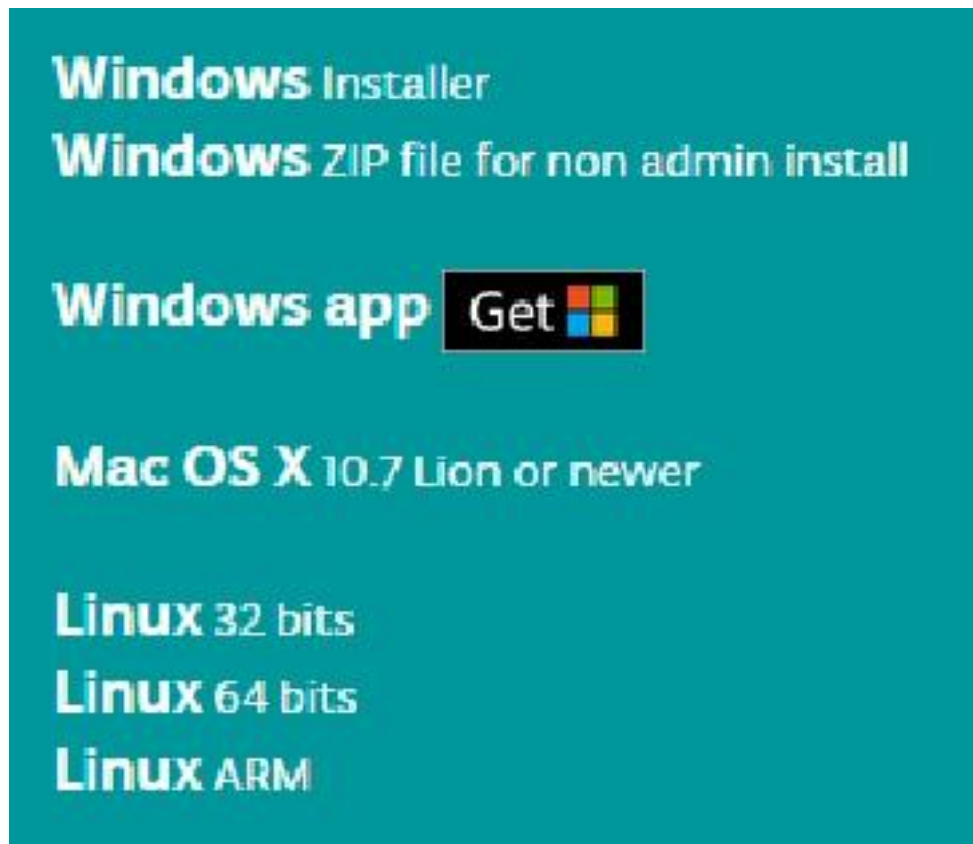 Windows Installer
Windows ZIP file for non admin install
Windows app Get
Mac OS X 10.7 Lion or newer
Linux 32 bits
Linux 64 bits
Linux ARM